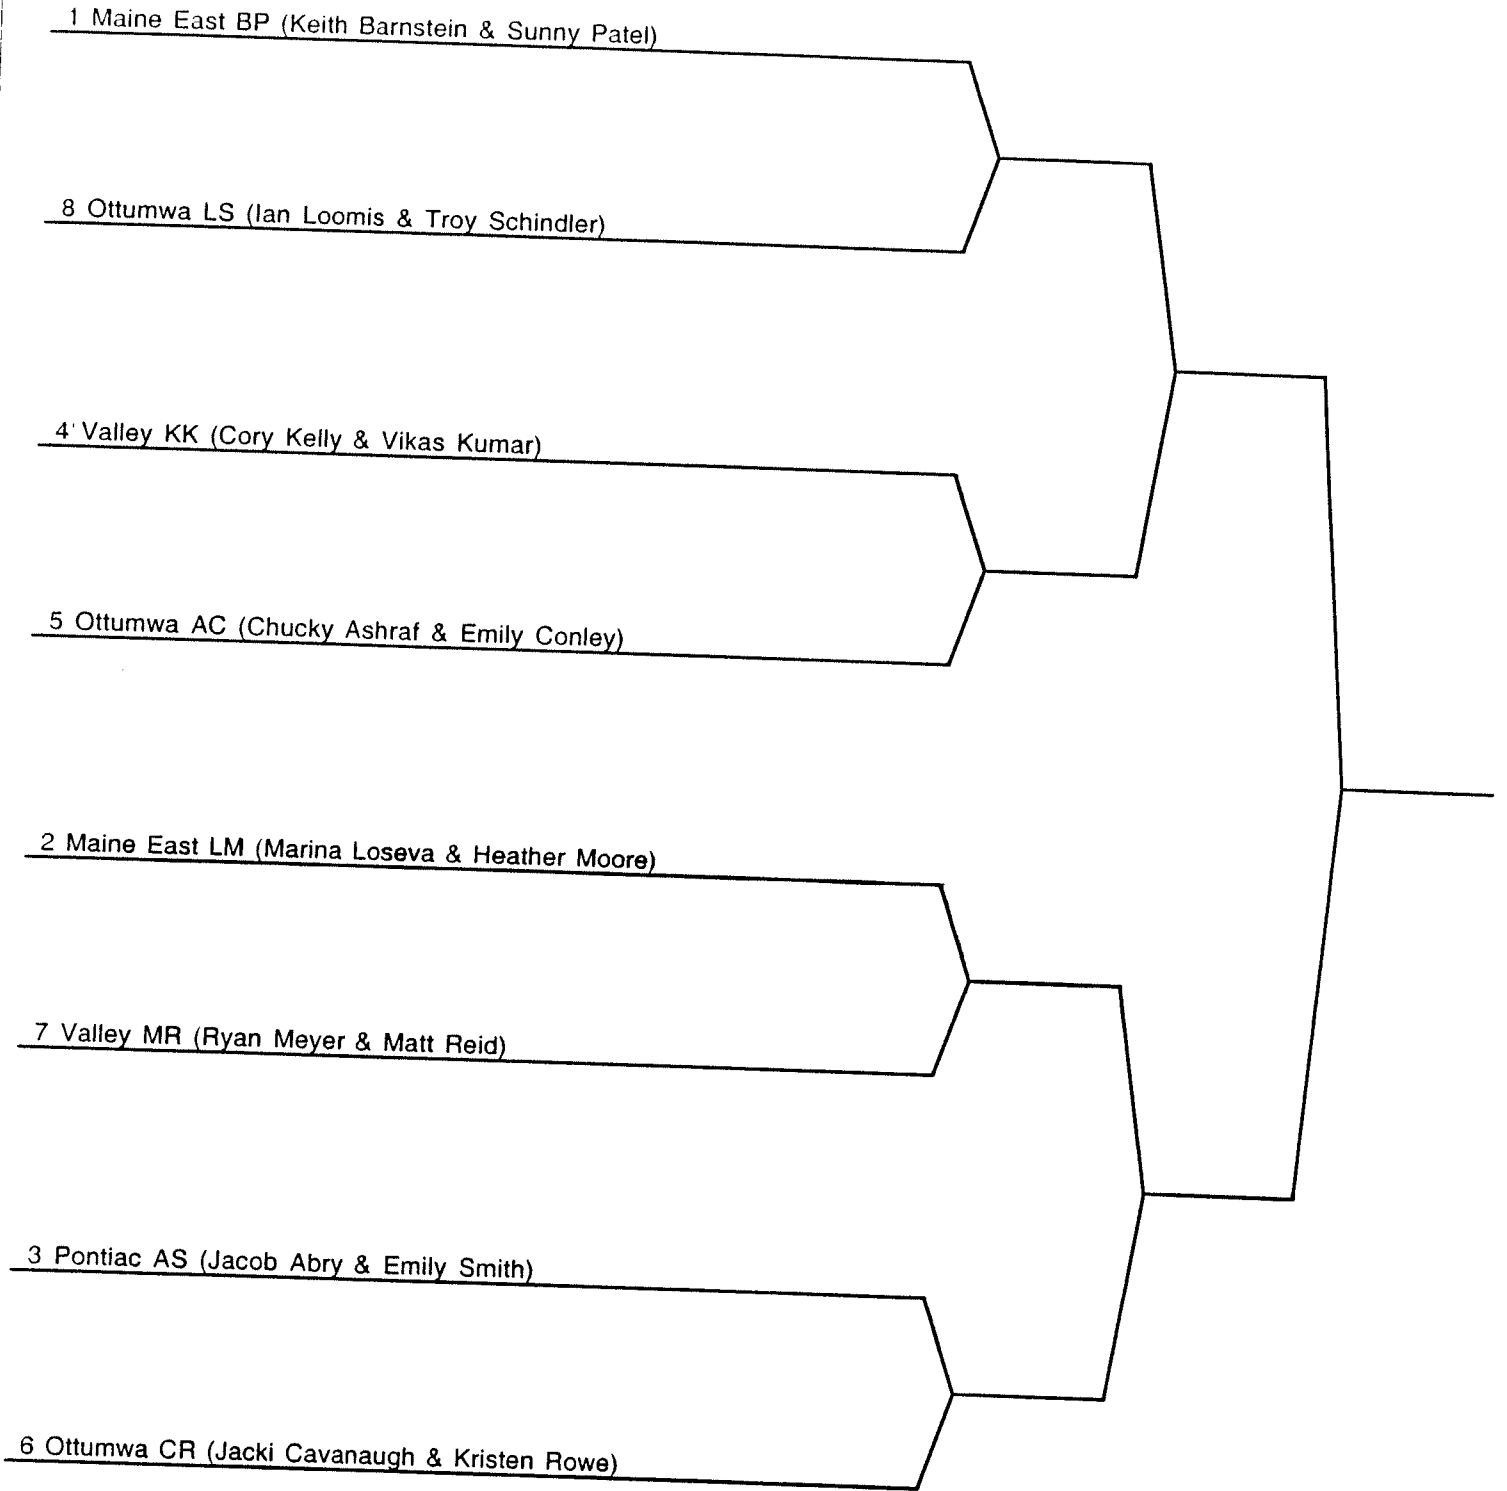 1 Maine East BP (Keith Barnstein & Sunny Patel)
8 Ottumwa LS (Ian Loomis & Troy Schindler)
4 Valley KK (Cory Kelly & Vikas Kumar)
5 Ottumwa AC (Chucky Ashraf & Emily Conley)
2 Maine East LM (Marina Loseva & Heather Moore)
7 Valley MR (Ryan Meyer & Matt Reid)
3 Pontiac AS (Jacob Abry & Emily Smith)
6 Ottumwa CR (Jacki Cavanaugh & Kristen Rowe)